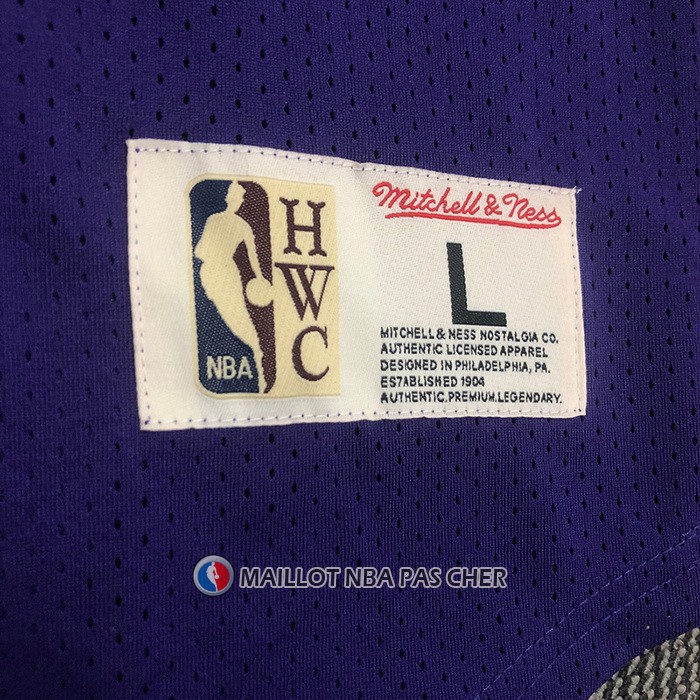 Mitchell & Ness
HWC
NBA
L
MITCHELL & NESS NOSTALGIA CO.
AUTHENTIC LICENSED APPAREL
DESIGNED IN PHILADELPHIA, PA.
ESTABLISHED 1904
AUTHENTIC.PREMIUM.LEGENDARY.
MAILLOT NBA PAS CHER